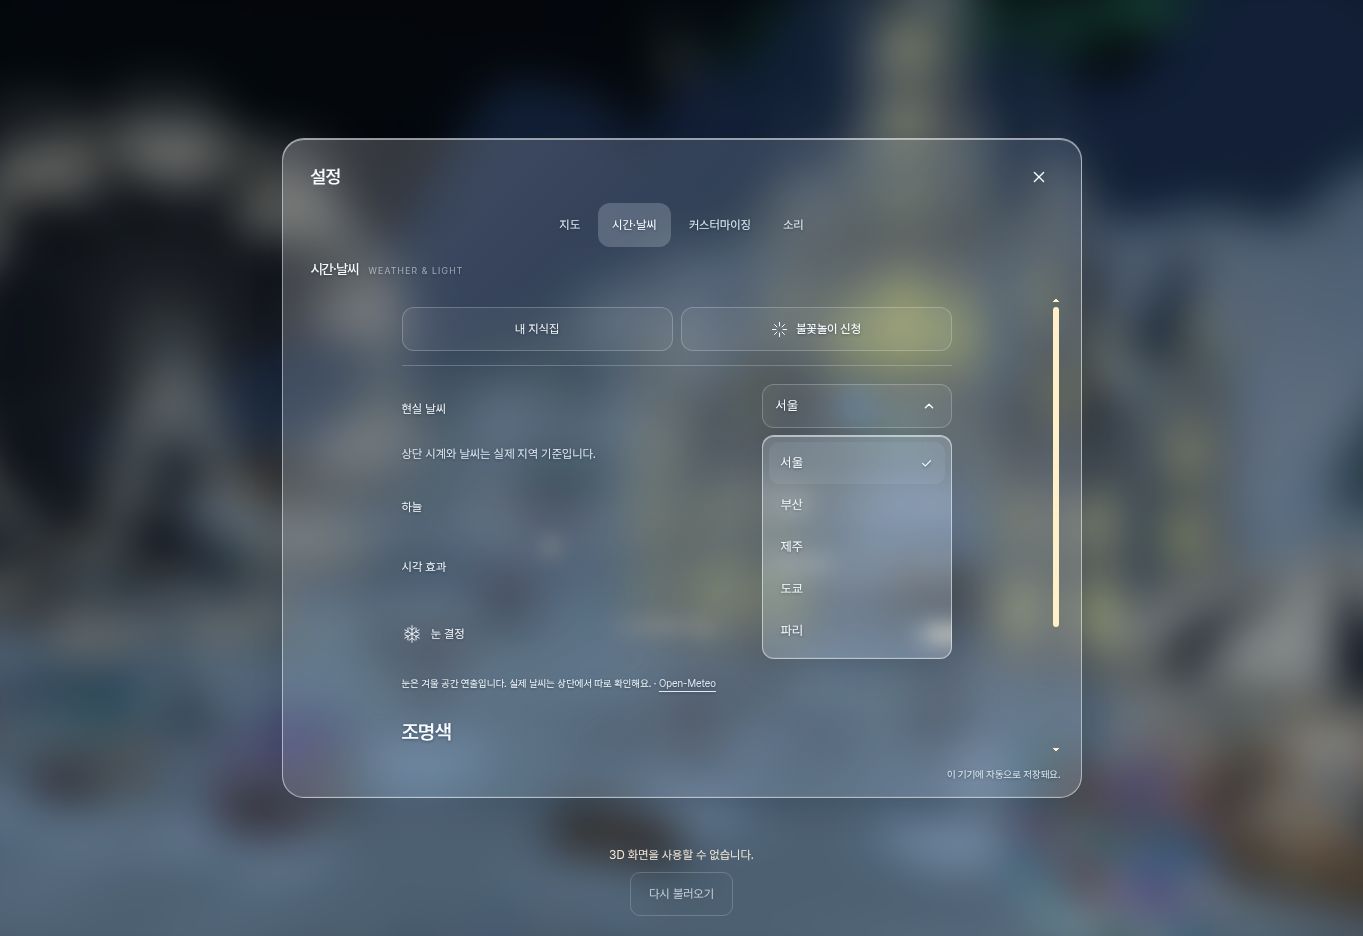 설정
지도 시간·날씨 커스터마이징 소리
시간·날씨 WEATHER & LIGHT
내 지식집 불꽃놀이 신청
현실 날씨 서울
상단 시계와 날씨는 실제 지역 기준입니다.
서울
부산
하늘
제주
시각 효과
도쿄
파리
눈 결정
눈은 겨울 공간 연출입니다. 실제 날씨는 상단에서 따로 확인해요. · Open-Meteo
조명색
이 기기에 자동으로 저장돼요.
3D 화면을 사용할 수 없습니다.
다시 불러오기